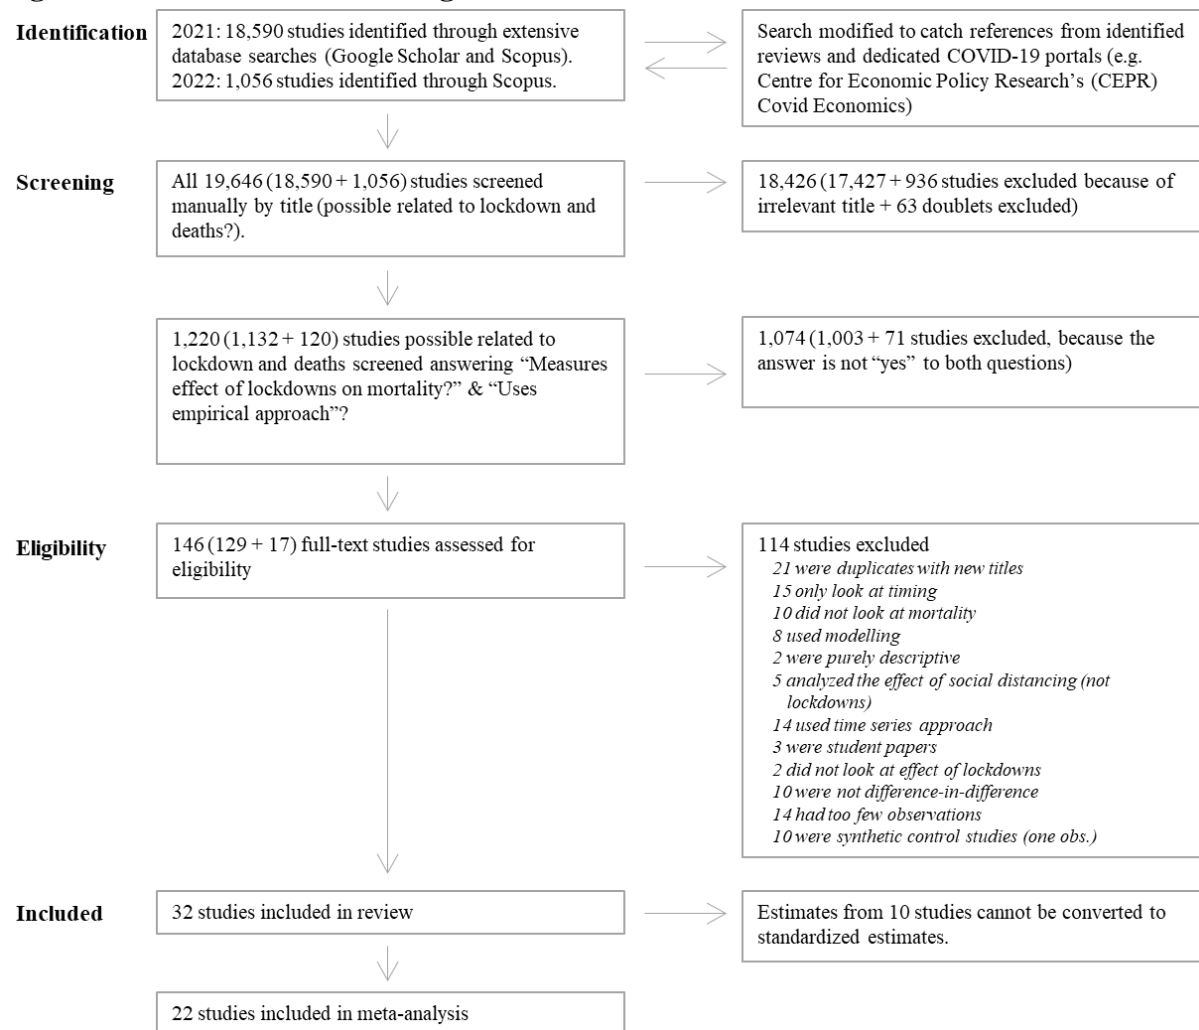 Identification
2021: 18,590 studies identified through extensive
database searches (Google Scholar and Scopus).
2022: 1,056 studies identified through Scopus.
Search modified to catch references from identified
reviews and dedicated COVID-19 portals (e.g.
Centre for Economic Policy Research's (CEPR)
Covid Economics)
Screening
All 19,646 (18,590 + 1,056) studies screened
manually by title (possible related to lockdown and
deaths?).
18,426 (17,427 + 936 studies excluded because of
irrelevant title + 63 doublets excluded)
1,220 (1,132 + 120) studies possible related to
lockdown and deaths screened answering “Measures
effect of lockdowns on mortality?” & “Uses
empirical approach”?
1,074 (1,003 + 71 studies excluded, because the
answer is not “yes” to both questions)
Eligibility
146 (129 + 17) full-text studies assessed for
eligibility
114 studies excluded
21 were duplicates with new titles
15 only look at timing
10 did not look at mortality
8 used modelling
2 were purely descriptive
5 analyzed the effect of social distancing (not
lockdowns)
14 used time series approach
3 were student papers
2 did not look at effect of lockdowns
10 were not difference-in-difference
14 had too few observations
10 were synthetic control studies (one obs.)
Included
32 studies included in review
Estimates from 10 studies cannot be converted to
standardized estimates.
22 studies included in meta-analysis